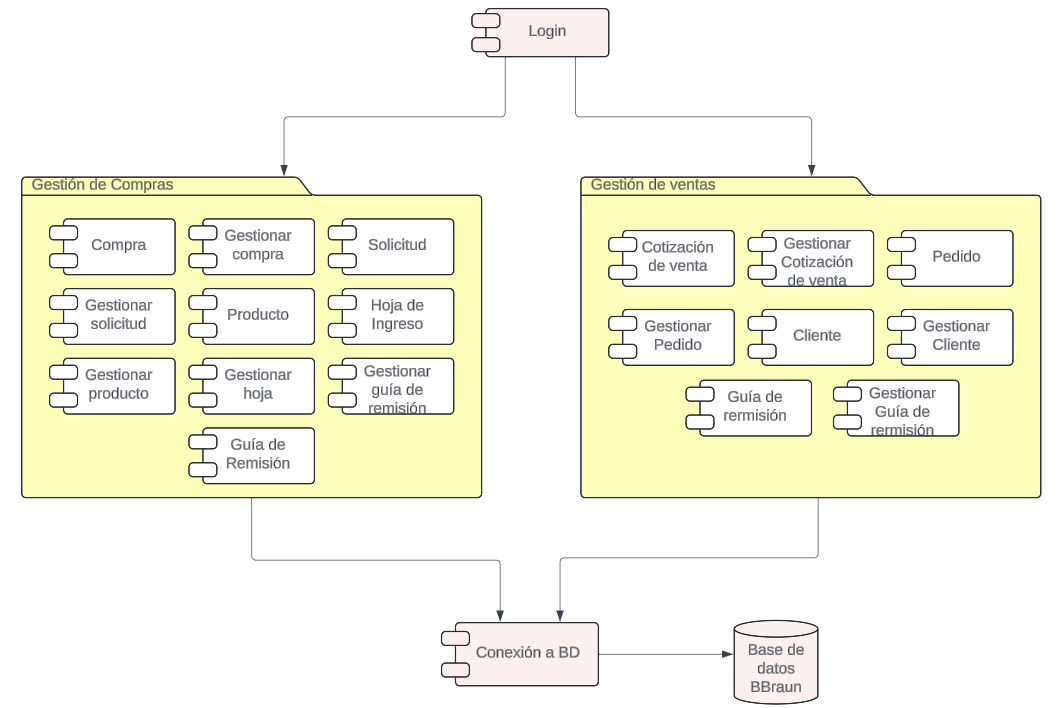 Login
Gestión de Compras
Compra
Gestionar
compra
Solicitud
Gestionar
solicitud
Producto
Hoja de
Ingreso
Gestionar
producto
Gestionar
hoja
Gestionar
guía de
remisión
Guía de
Remisión
Gestión de ventas
Cotización
de venta
Gestionar
Cotización
de venta
Pedido
Gestionar
Pedido
Cliente
Gestionar
Cliente
Guía de
rermisión
Gestionar
Guía de
rermisión
Conexión a BD
Base de
datos
BBraun